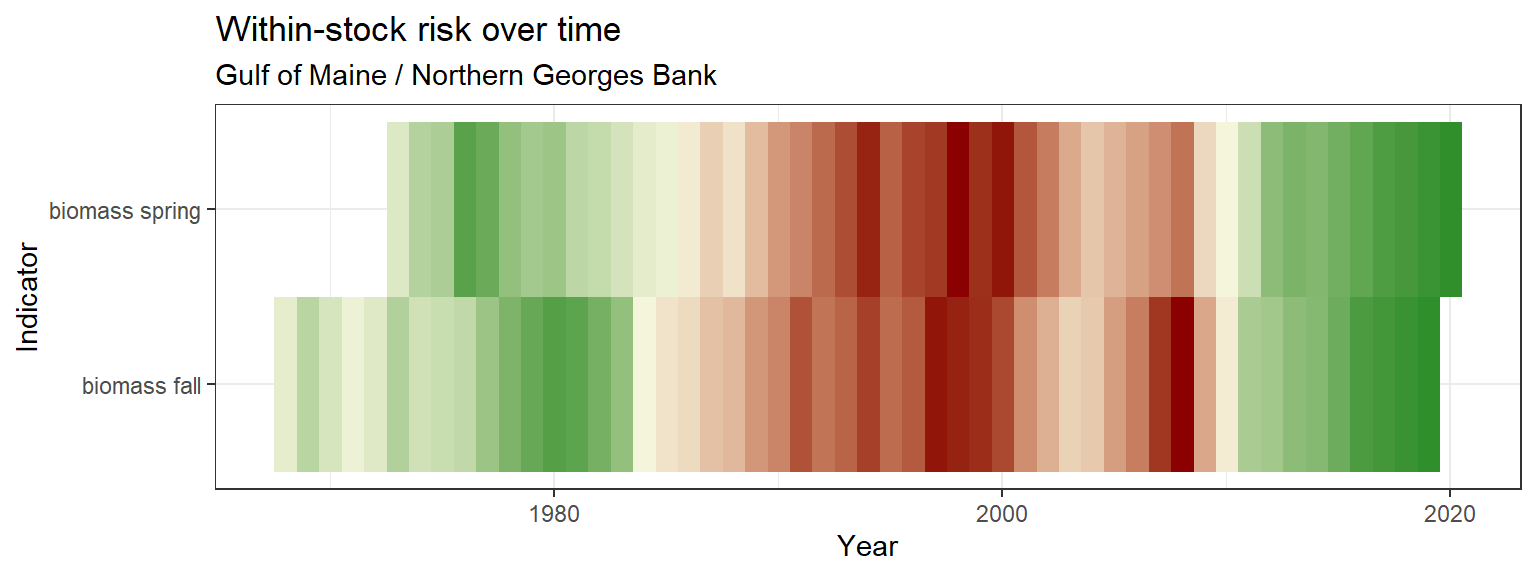 Within-stock risk over time
Gulf of Maine / Northern Georges Bank
Indicator
biomass spring
biomass fall
1980
2000
2020
Year